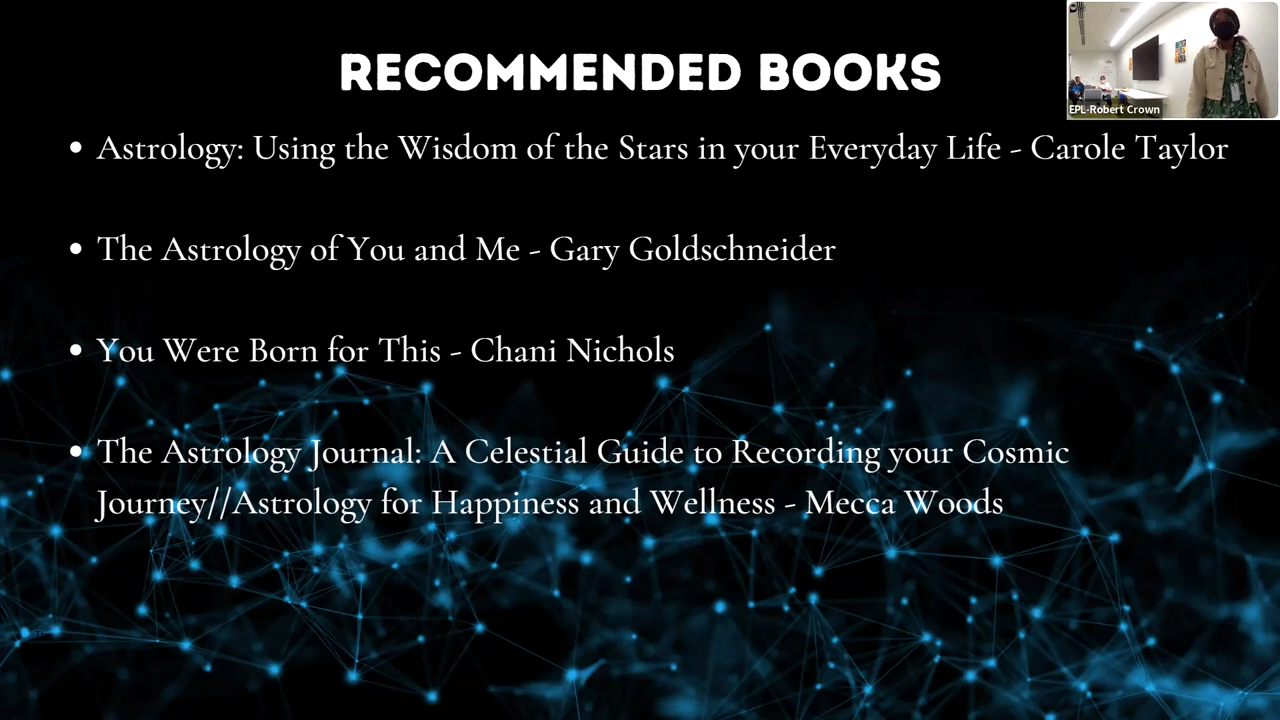 RECOMMENDED BOOKS
EPL-Robert Crown
• Astrology: Using the Wisdom of the Stars in your Everyday Life - Carole Taylor
• The Astrology of You and Me - Gary Goldschneider
• You Were Born for This - Chani Nichols
• The Astrology Journal: A Celestial Guide to Recording your Cosmic
Journey//Astrology for Happiness and Wellness - Mecca Woods